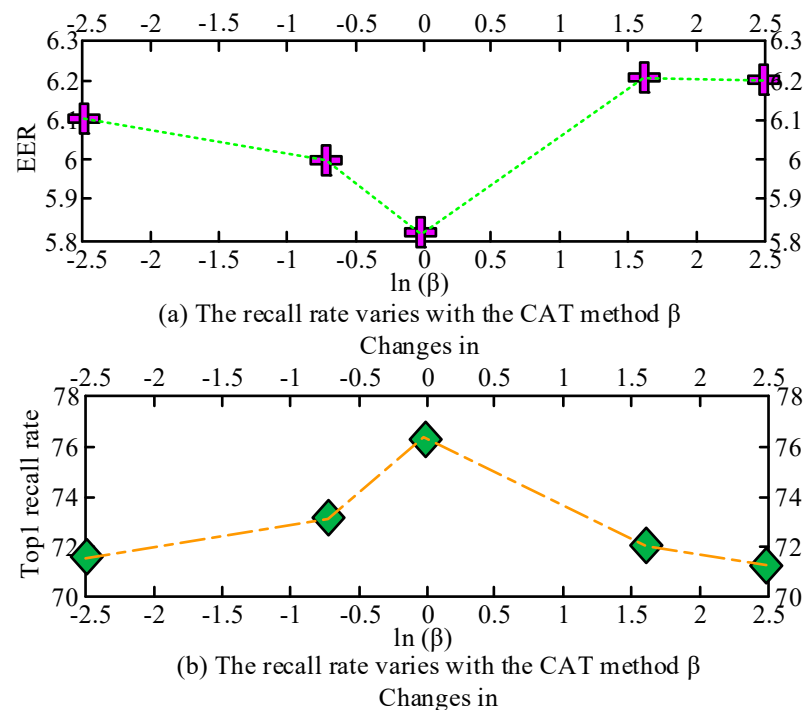 -2.5 -2 -1.5 -1 -0.5 0 0.5 1 1.5 2 2.5
6.3 6.3
6.2 6.2
6.1 6.1
6 6
5.9 5.9
5.8 5.8
EER
-2.5 -2 -1.5 -1 -0.5 0 0.5 1 1.5 2 2.5
ln (β)
(a) The recall rate varies with the CAT method β
Changes in
-2.5 -2 -1.5 -1 -0.5 0 0.5 1 1.5 2 2.5
78 78
76 76
74 74
72 72
70 70
Top1 recall rate
-2.5 -2 -1.5 -1 -0.5 0 0.5 1 1.5 2 2.5
ln (β)
(b) The recall rate varies with the CAT method β
Changes in